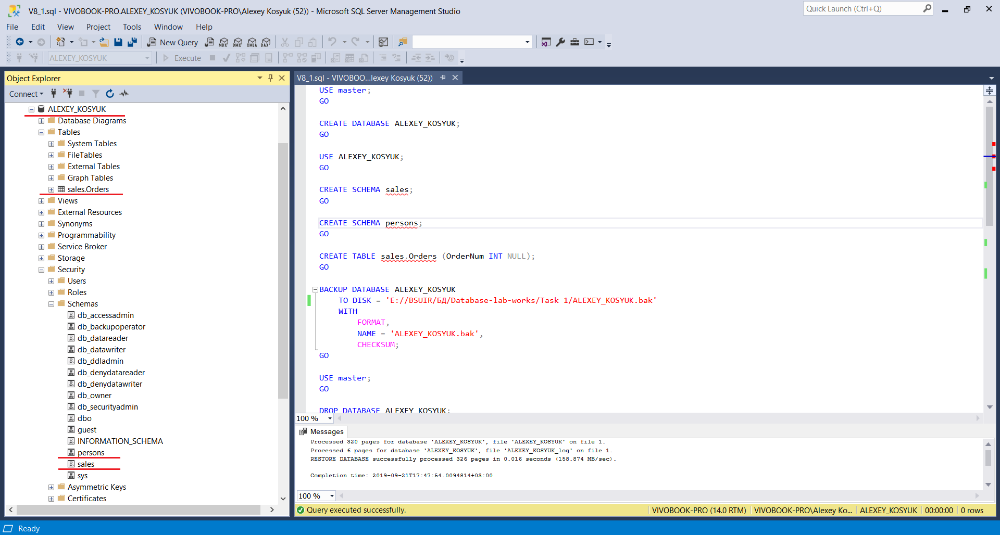 V8_1.sql - VIVOBOOK-PRO.ALEXEY_KOSYUK (VIVOBOOK-PRO\Alexey Kosyuk (52)) - Microsoft SQL Server Management Studio
Quick Launch (Ctrl+Q)
File Edit View Project Tools Window Help
New Query MDX DMX XMLA DAX
ALEXEY_KOSYUK Execute
Object Explorer
Connect
ALEXEY_KOSYUK
Database Diagrams
Tables
System Tables
FileTables
External Tables
Graph Tables
sales.Orders
Views
External Resources
Synonyms
Programmability
Service Broker
Storage
Security
Users
Roles
Schemas
db_accessadmin
db_backupoperator
db_datareader
db_datawriter
db_ddladmin
db_denydatareader
db_denydatawriter
db_owner
db_securityadmin
dbo
guest
INFORMATION_SCHEMA
persons
sales
sys
Asymmetric Keys
Certificates
V8_1.sql - VIVOBOO...lexey Kosyuk (52))
USE master;
GO
CREATE DATABASE ALEXEY_KOSYUK;
GO
USE ALEXEY_KOSYUK;
GO
CREATE SCHEMA sales;
GO
CREATE SCHEMA persons;
GO
CREATE TABLE sales.Orders (OrderNum INT NULL);
GO
BACKUP DATABASE ALEXEY_KOSYUK
TO DISK = 'E://BSUIR/БД/Database-lab-works/Task 1/ALEXEY_KOSYUK.bak'
WITH
FORMAT,
NAME = 'ALEXEY_KOSYUK.bak',
CHECKSUM;
GO
USE master;
GO
DROP DATABASE ALEXEY_KOSYUK;
100 %
Messages
Processed 320 pages for database 'ALEXEY_KOSYUK', file 'ALEXEY_KOSYUK' on file 1.
Processed 6 pages for database 'ALEXEY_KOSYUK', file 'ALEXEY_KOSYUK_log' on file 1.
RESTORE DATABASE successfully processed 326 pages in 0.016 seconds (158.874 MB/sec).
Completion time: 2019-09-21T17:47:54.0094814+03:00
100 %
Query executed successfully. VIVOBOOK-PRO (14.0 RTM) VIVOBOOK-PRO\Alexey Ko... ALEXEY_KOSYUK 00:00:00 0 rows
Ready